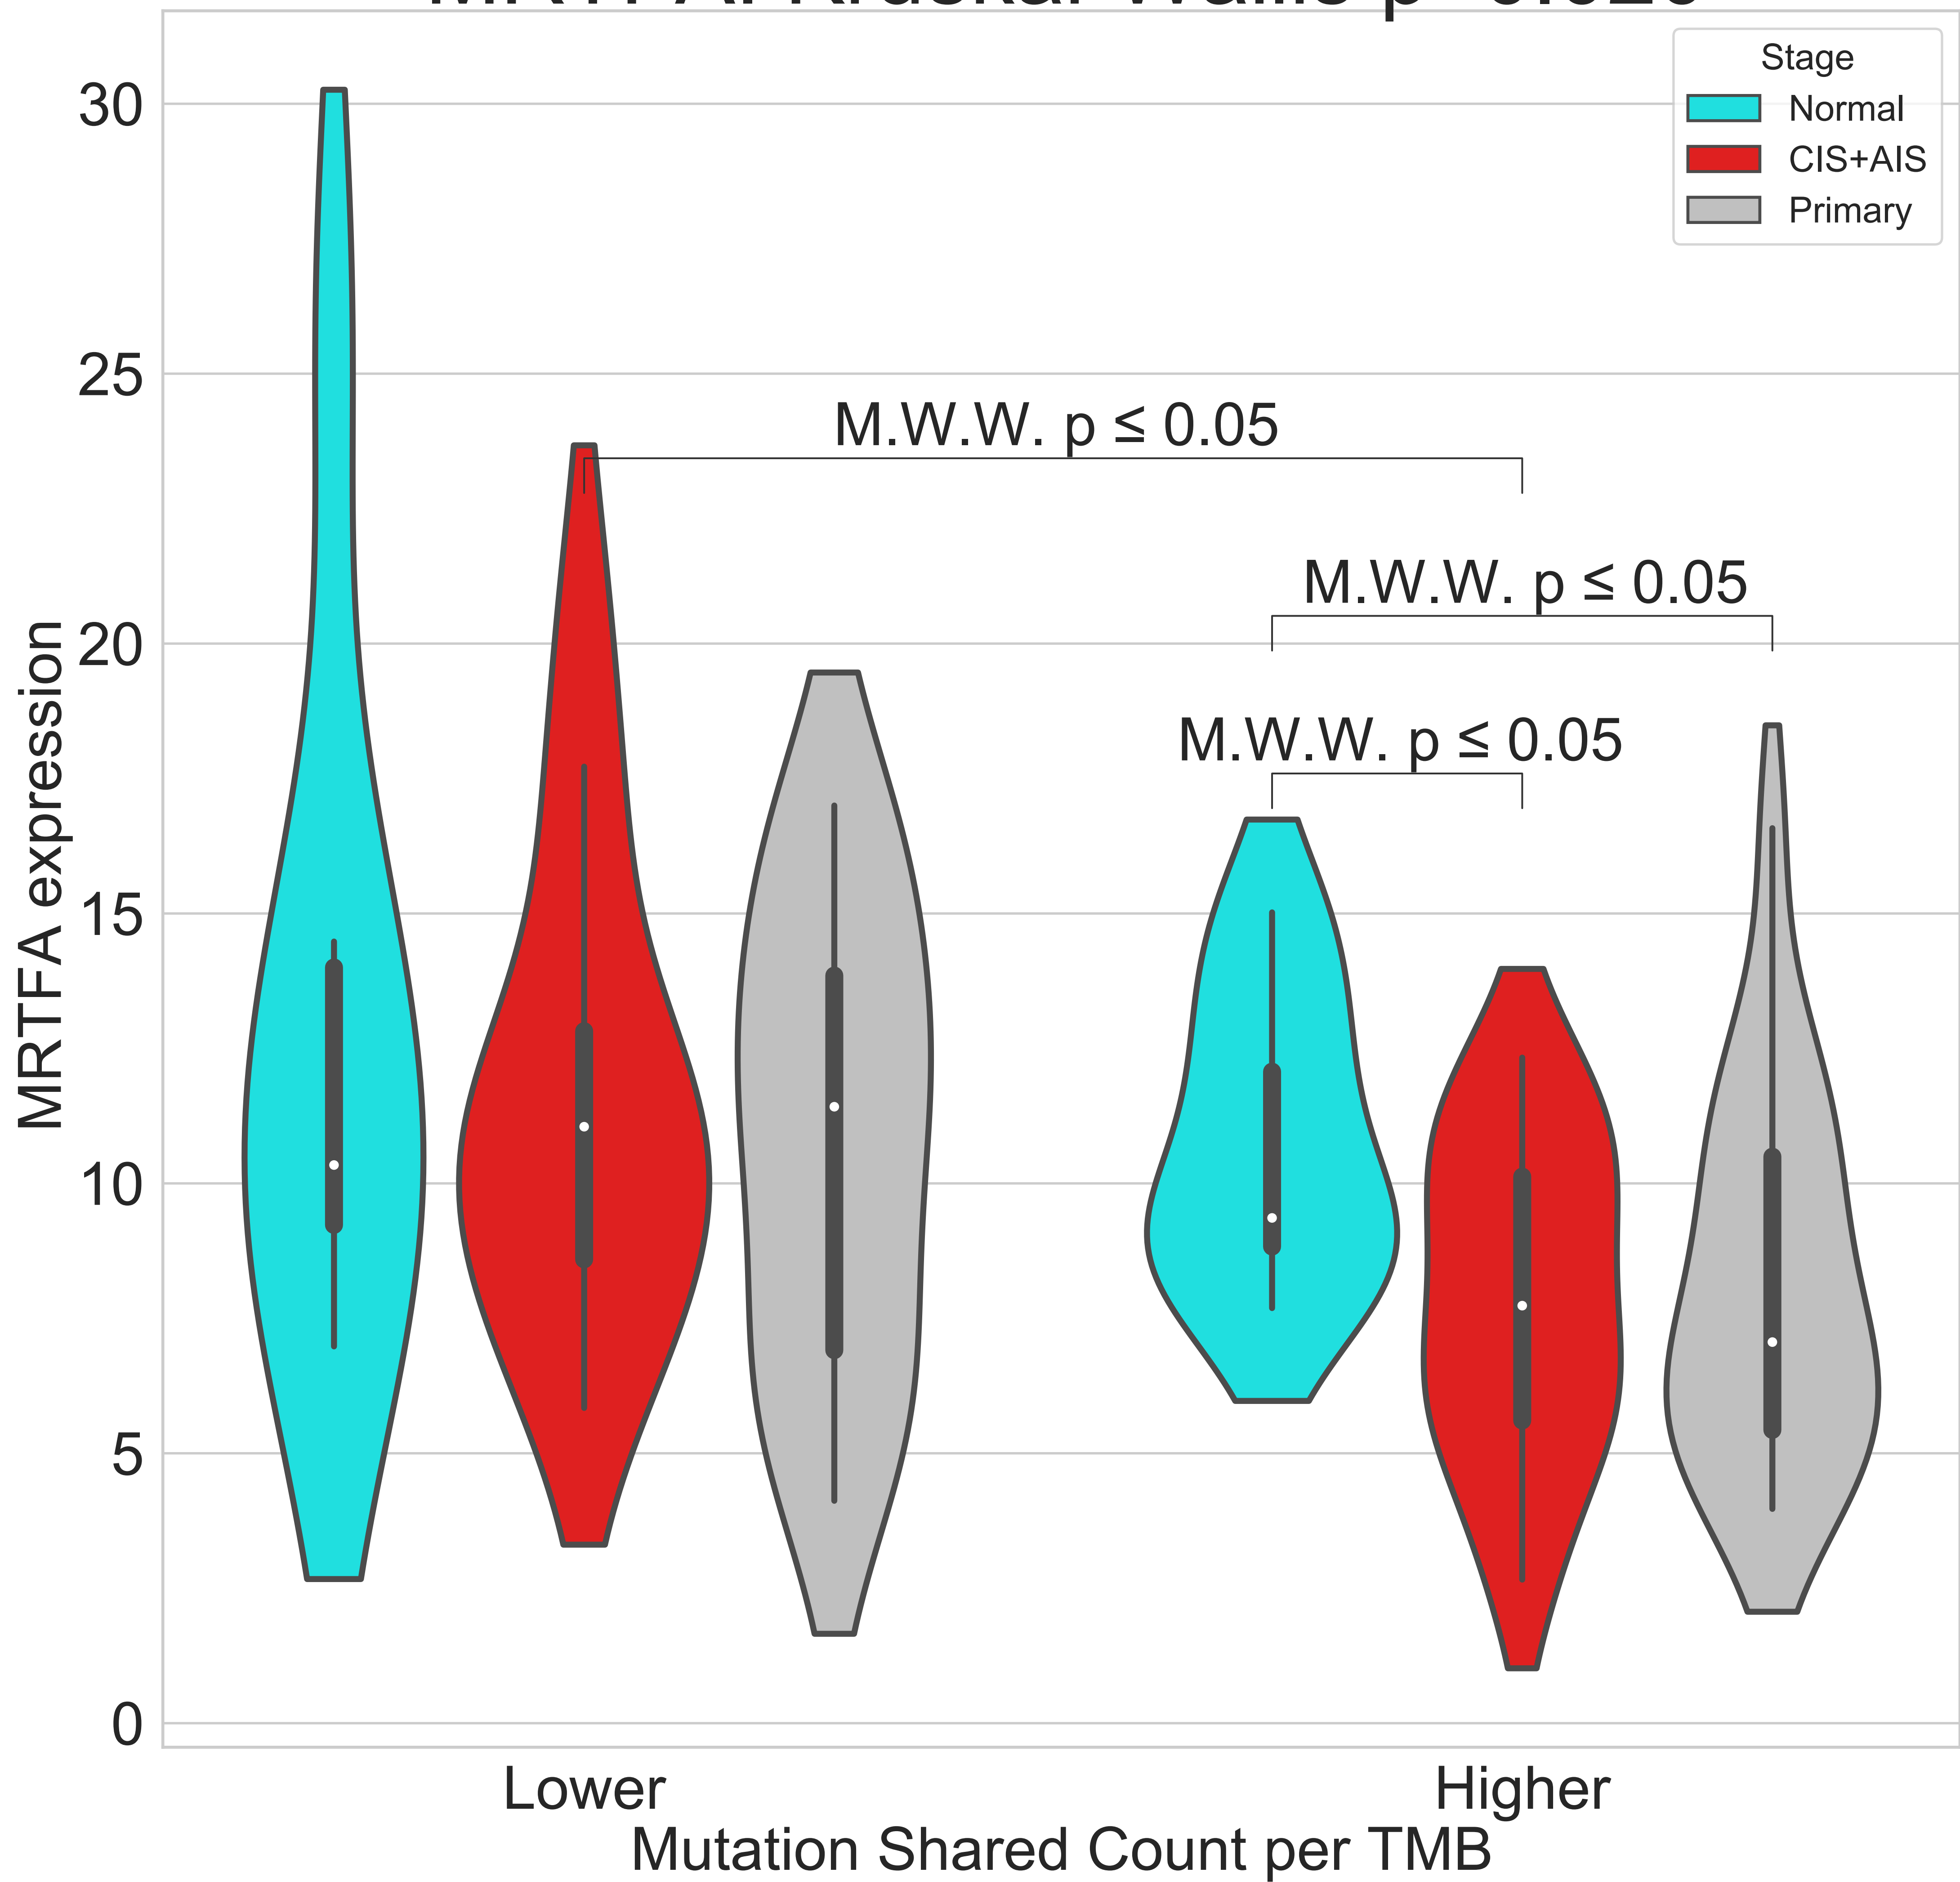 Stage
Normal
CIS+AIS
Primary
30
25
20
15
10
5
0
MRTFA expression
M.W.W. p ≤ 0.05
M.W.W. p ≤ 0.05
M.W.W. p ≤ 0.05
Lower
Higher
Mutation Shared Count per TMB